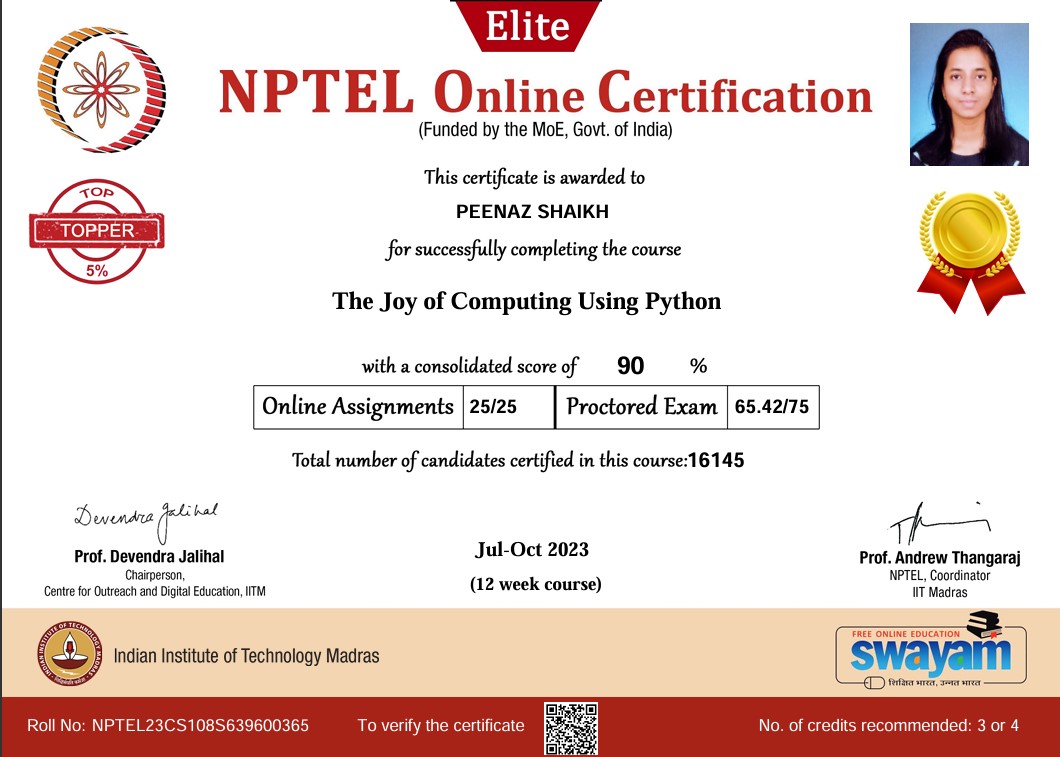 Elite
NPTEL Online Certification
(Funded by the MoE, Govt. of India)
This certificate is awarded to
PEENAZ SHAIKH
for successfully completing the course
TOP
TOPPER
5%
The Joy of Computing Using Python
with a consolidated score of 90 %
Online Assignments 25/25 Proctored Exam 65.42/75
Total number of candidates certified in this course:16145
Devendra Jalihal
Prof. Devendra Jalihal
Chairperson,
Centre for Outreach and Digital Education, IITM
Jul-Oct 2023
(12 week course)
Prof. Andrew Thangaraj
NPTEL, Coordinator
IIT Madras
INDIAN INSTITUTE OF TECHNOLOGY MADRAS
Indian Institute of Technology Madras
FREE ONLINE EDUCATION
swayam
शिक्षित भारत, उन्नत भारत
Roll No: NPTEL23CS108S639600365
To verify the certificate
No. of credits recommended: 3 or 4